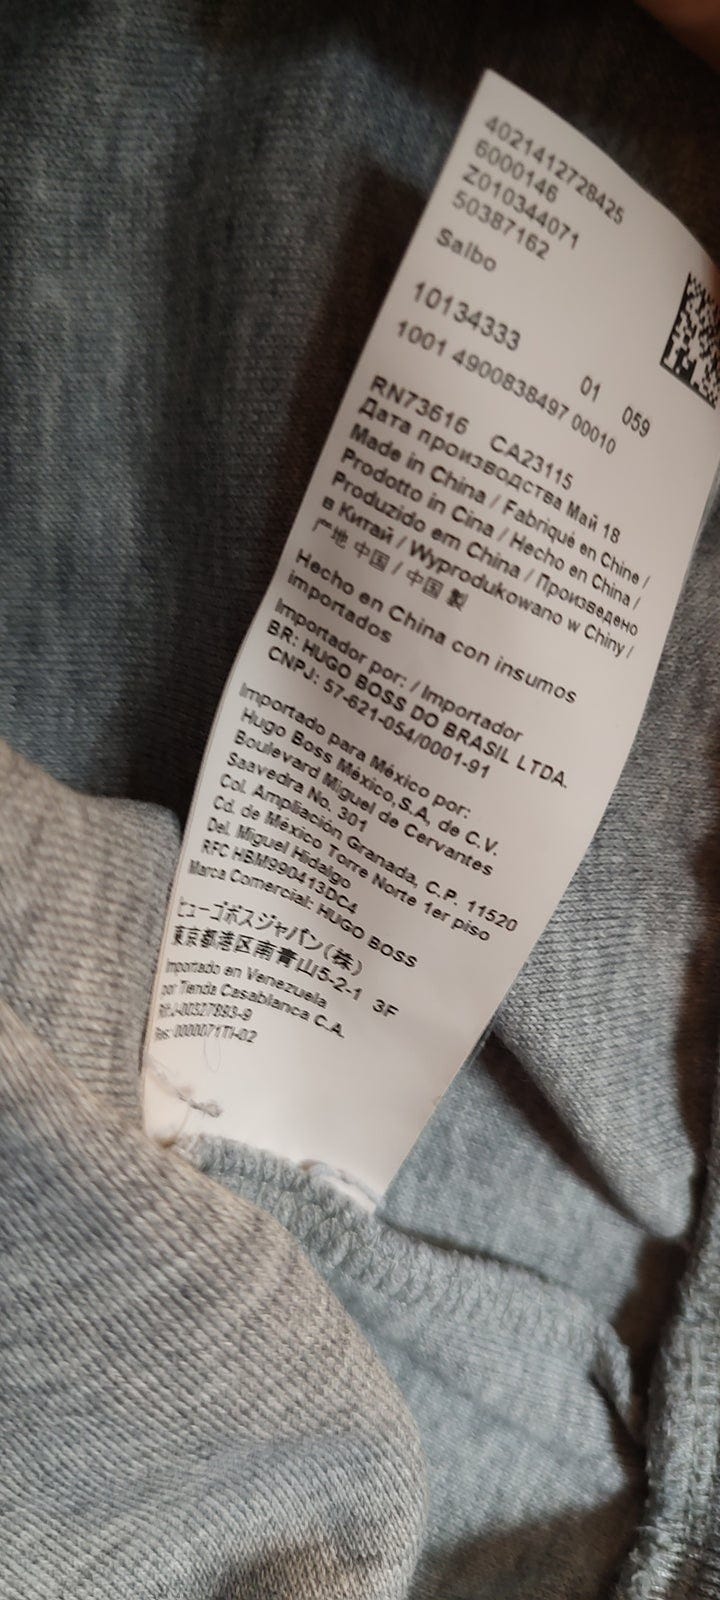 4021412728425
6000146
Z010344071
50387162
Salbo
10134333 01 059
1001 4900838497 00010
RN73616 CA23115
Дата производства Май 18
Made in China / Fabriqué en Chine /
Prodotto in Cina / Hecho en China /
Produzido em China / Произведено
в Китай / Wyprodukowano w Chiny /
产地 中国 / 中国 製
Hecho en China con insumos
importados
Importador por: / Importador
BR: HUGO BOSS DO BRASIL LTDA.
CNPJ: 57-621-054/0001-91
Importado para México por:
Hugo Boss México,S.A, de C.V.
Boulevard Miguel de Cervantes
Saavedra No. 301
Col. Ampliación Granada, C.P. 11520
Cd. de México Torre Norte 1er piso
Del. Miguel Hidalgo
RFC HBM990413DC4
Marca Comercial: HUGO BOSS
ヒューゴボスジャパン(株)
東京都港区南青山5-2-1 3F
Importado en Venezuela
por Tienda Casablanca C.A.